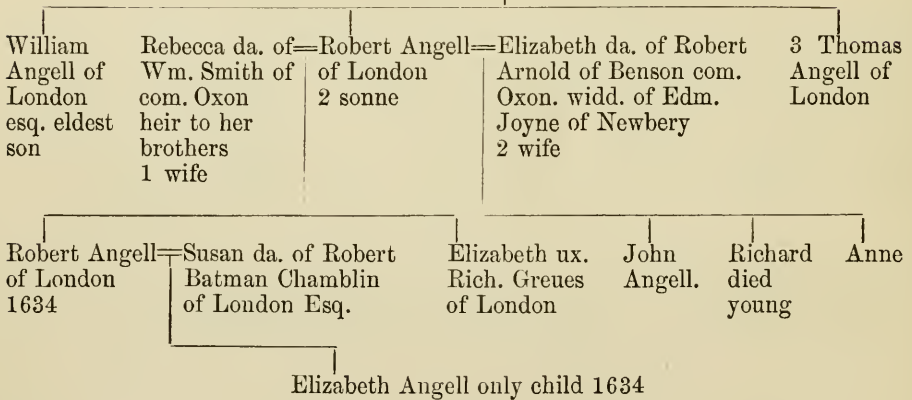 William
Angell of
London
esq. eldest
son
Rebecca da. of
Wm. Smith of
com. Oxon
heir to her
brothers
1 wife
Robert Angell
of London
2 sonne
Elizabeth da. of Robert
Arnold of Benson com.
Oxon. widd. of Edm.
Joyne of Newbery
2 wife
3 Thomas
Angell of
London
Robert Angell
of London
1634
Susan da. of Robert
Batman Chamblin
of London Esq.
Elizabeth ux.
Rich. Greues
of London
John
Angell.
Richard
died
young
Anne
Elizabeth Angell only child 1634